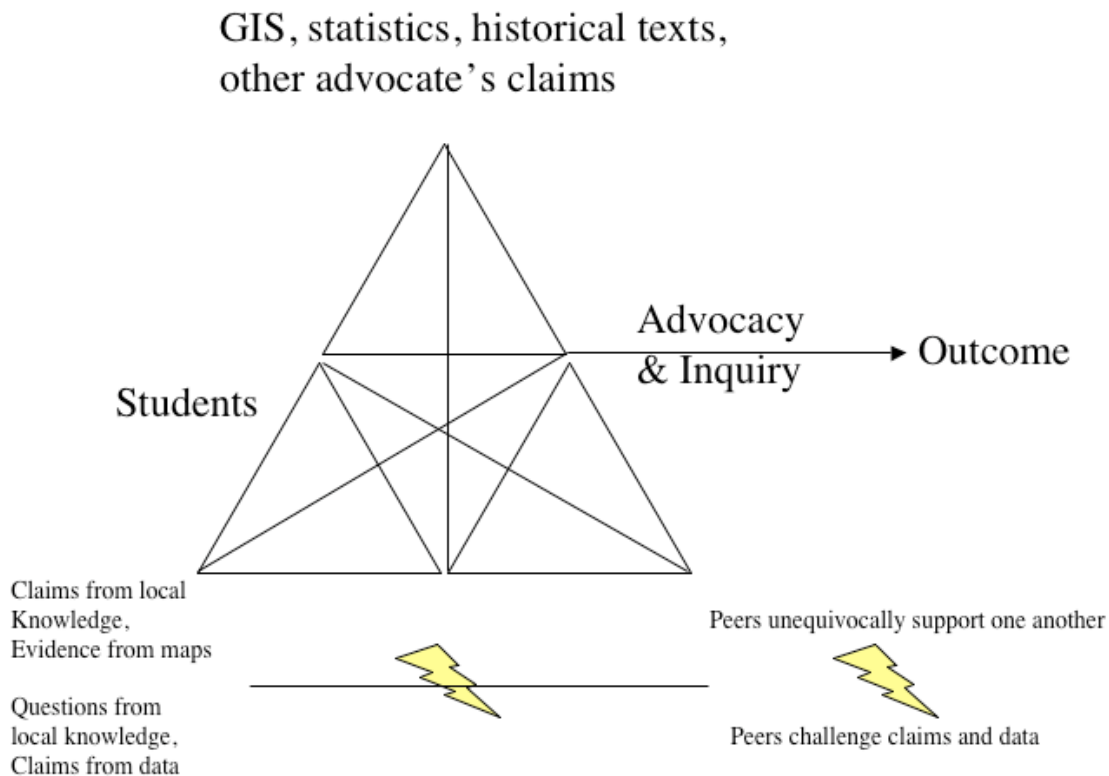 GIS, statistics, historical texts,
other advocate’s claims
Advocacy
& Inquiry
Outcome
Students
Claims from local
Knowledge,
Evidence from maps
Questions from
local knowledge,
Claims from data
Peers unequivocally support one another
Peers challenge claims and data